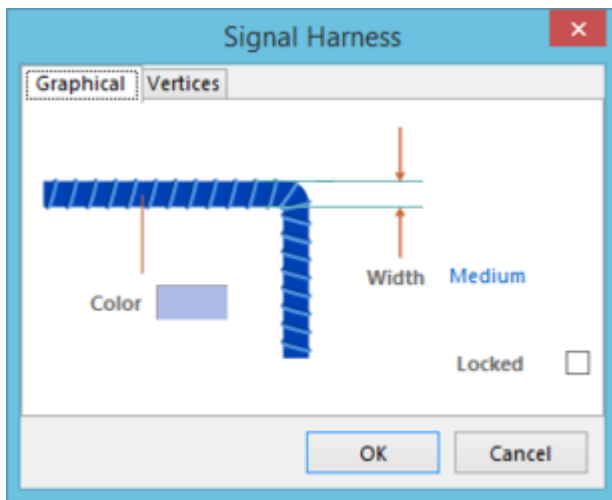 Signal Harness
Graphical Vertices
Width Medium
Color
Locked
OK Cancel